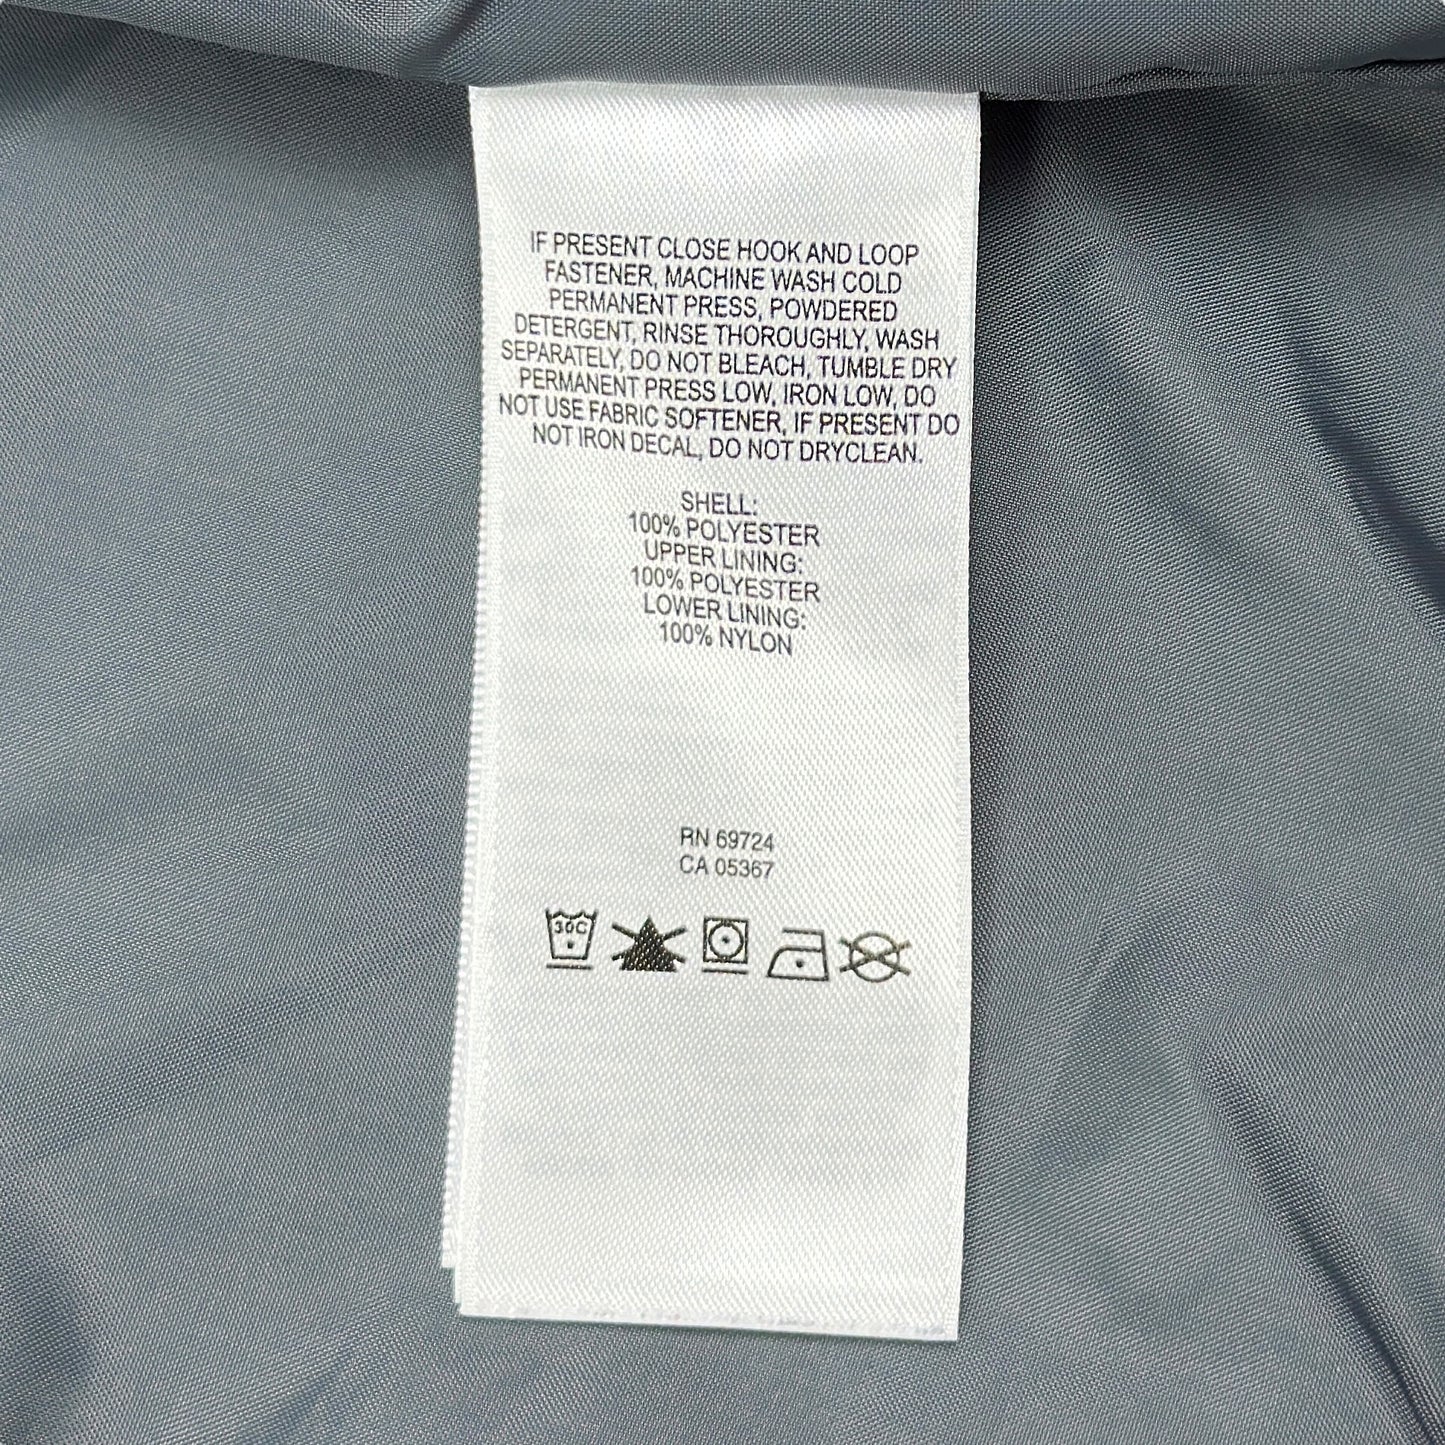 IF PRESENT CLOSE HOOK AND LOOP
FASTENER, MACHINE WASH COLD
PERMANENT PRESS, POWDERED
DETERGENT, RINSE THOROUGHLY, WASH
SEPARATELY, DO NOT BLEACH, TUMBLE DRY
PERMANENT PRESS LOW, IRON LOW, DO
NOT USE FABRIC SOFTENER, IF PRESENT DO
NOT IRON DECAL, DO NOT DRYCLEAN.
SHELL:
100% POLYESTER
UPPER LINING:
100% POLYESTER
LOWER LINING:
100% NYLON
RN 69724
CA 05367
30C